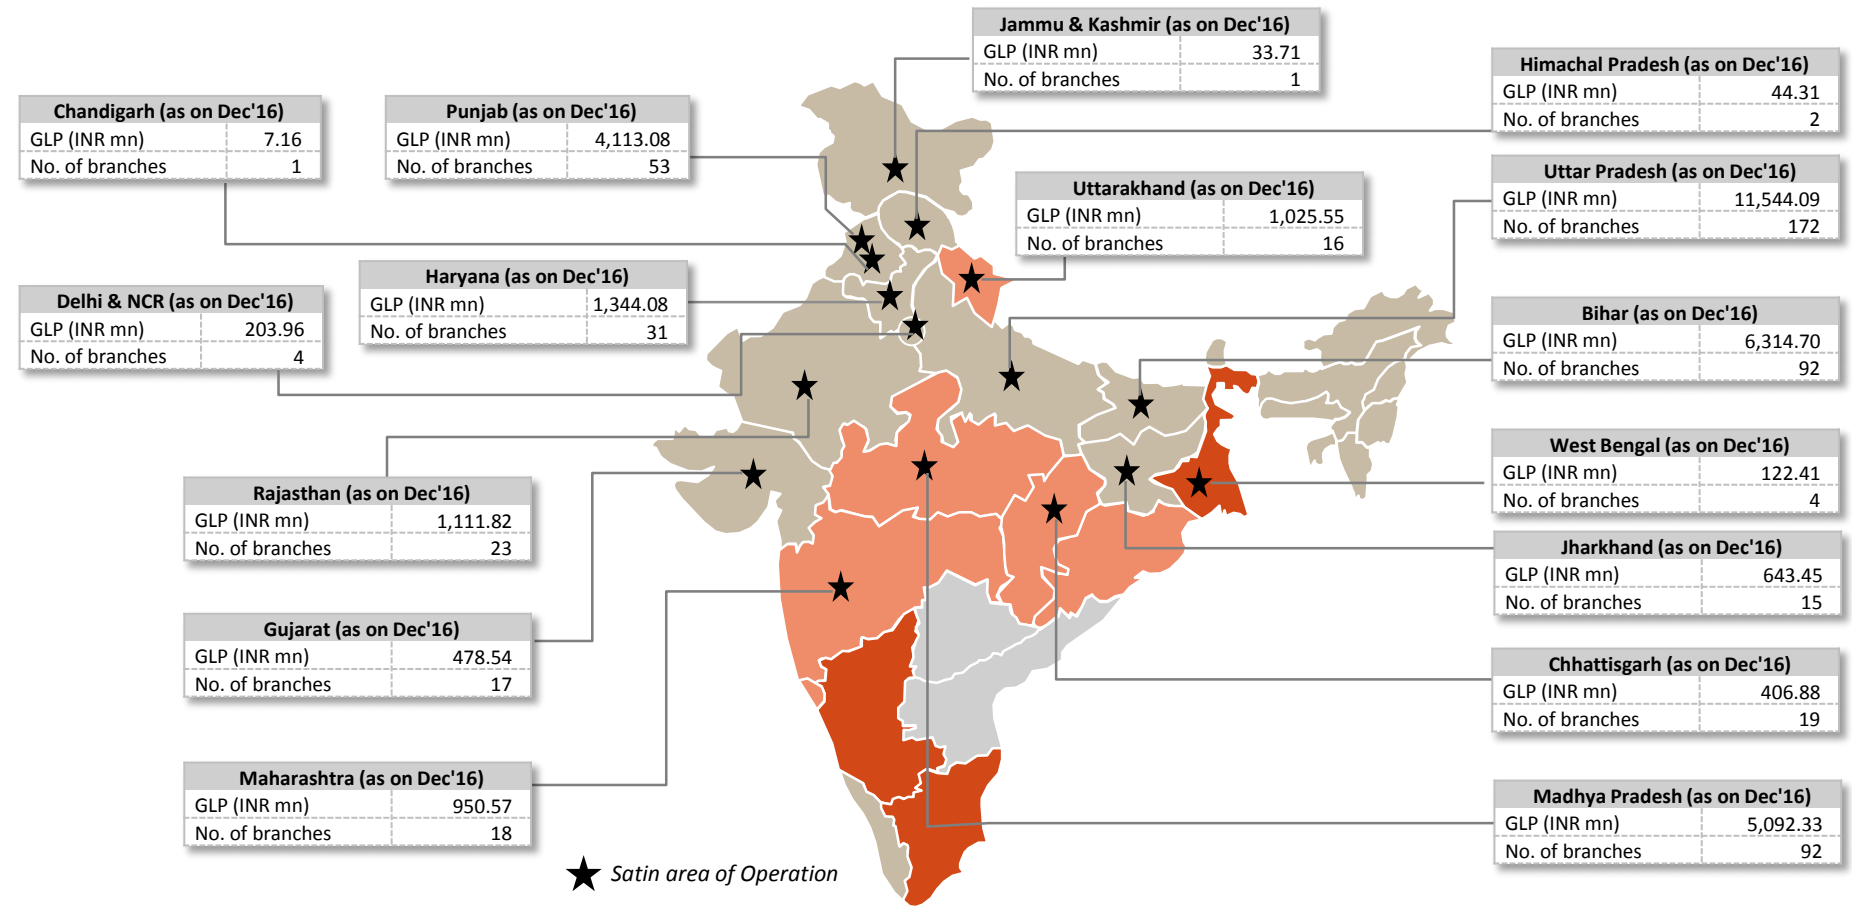 Jammu & Kashmir (as on Dec'16)
GLP (INR mn) 33.71
No. of branches 1
Himachal Pradesh (as on Dec'16)
GLP (INR mn) 44.31
No. of branches 2
Chandigarh (as on Dec'16)
GLP (INR mn) 7.16
No. of branches 1
Punjab (as on Dec'16)
GLP (INR mn) 4,113.08
No. of branches 53
Uttarakhand (as on Dec'16)
GLP (INR mn) 1,025.55
No. of branches 16
Uttar Pradesh (as on Dec'16)
GLP (INR mn) 11,544.09
No. of branches 172
Haryana (as on Dec'16)
GLP (INR mn) 1,344.08
No. of branches 31
Delhi & NCR (as on Dec'16)
GLP (INR mn) 203.96
No. of branches 4
Bihar (as on Dec'16)
GLP (INR mn) 6,314.70
No. of branches 92
West Bengal (as on Dec'16)
GLP (INR mn) 122.41
No. of branches 4
Rajasthan (as on Dec'16)
GLP (INR mn) 1,111.82
No. of branches 23
Jharkhand (as on Dec'16)
GLP (INR mn) 643.45
No. of branches 15
Gujarat (as on Dec'16)
GLP (INR mn) 478.54
No. of branches 17
Chhattisgarh (as on Dec'16)
GLP (INR mn) 406.88
No. of branches 19
Maharashtra (as on Dec'16)
GLP (INR mn) 950.57
No. of branches 18
Madhya Pradesh (as on Dec'16)
GLP (INR mn) 5,092.33
No. of branches 92
Satin area of Operation